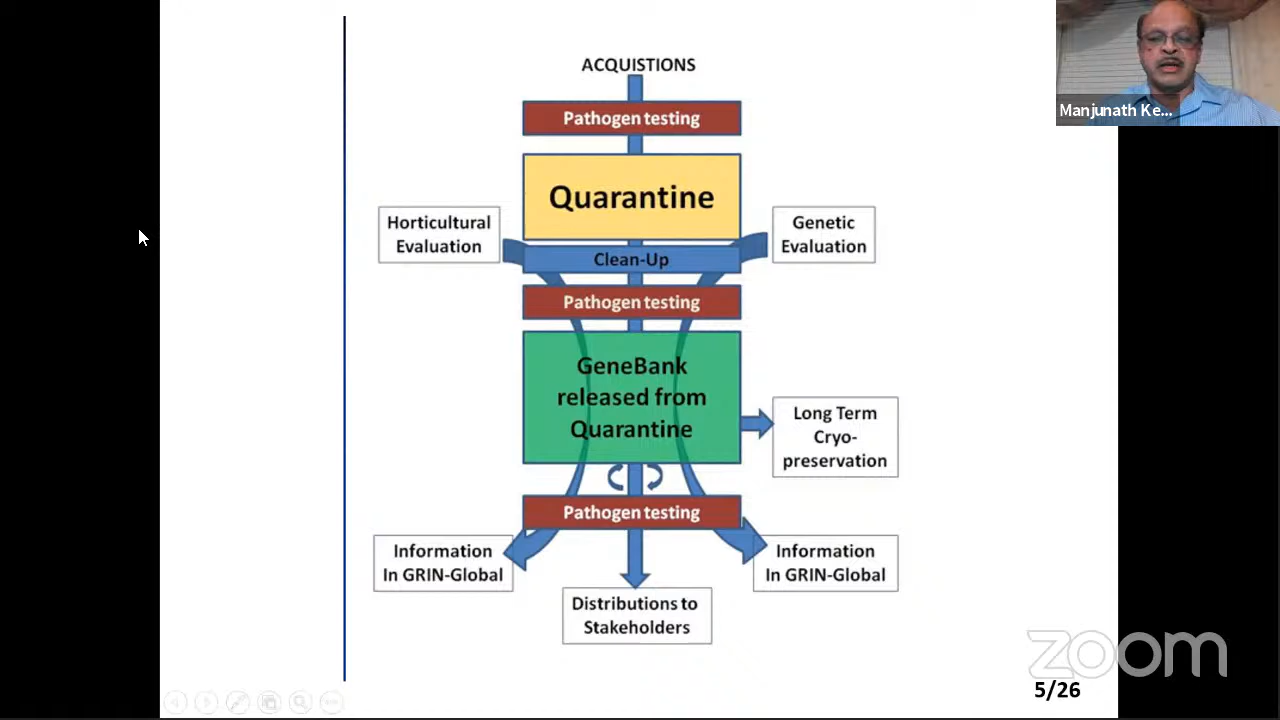 ACQUISTIONS
Pathogen testing
Quarantine
Horticultural
Evaluation
Genetic
Evaluation
Clean-Up
Pathogen testing
GeneBank
released from
Quarantine
Long Term
Cryo-
preservation
Pathogen testing
Information
In GRIN-Global
Information
In GRIN-Global
Distributions to
Stakeholders
Manjunath Ke...
zoom
5/26